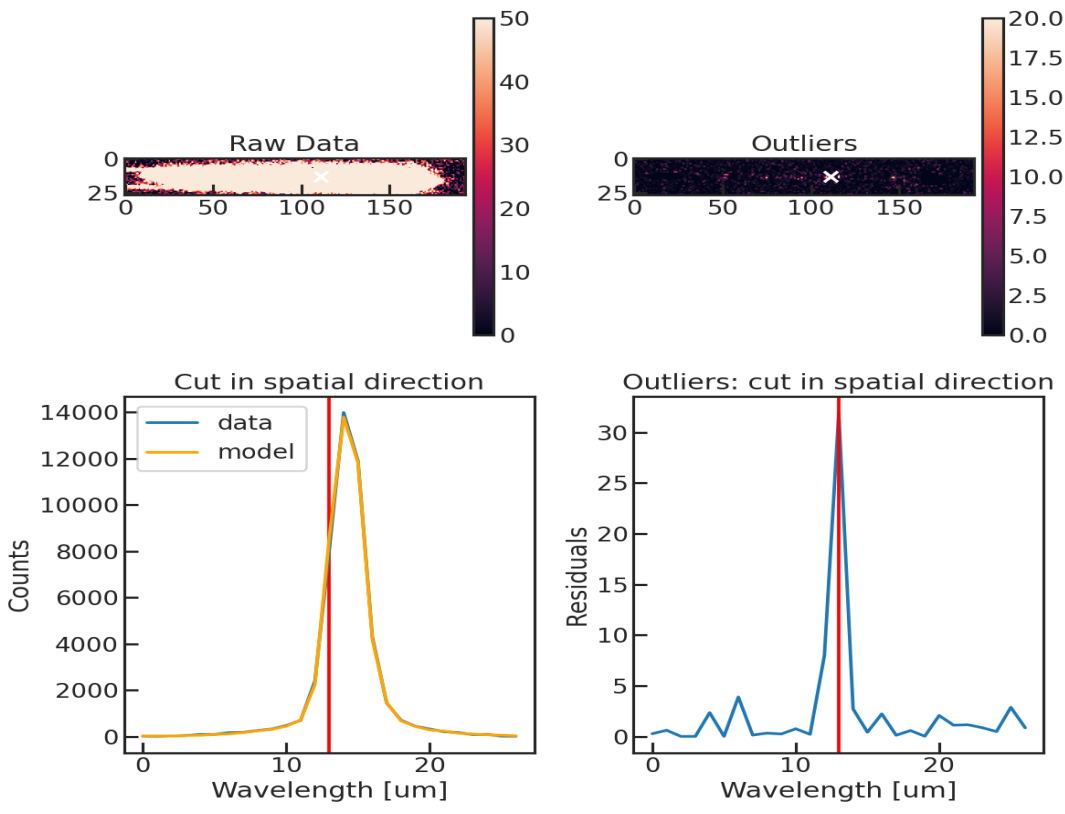 Raw Data
0
25
0 50 100 150
50
40
30
20
10
0
Outliers
0
25
0 50 100 150
20.0
17.5
15.0
12.5
10.0
7.5
5.0
2.5
0.0
Cut in spatial direction
data
model
Counts
14000
12000
10000
8000
6000
4000
2000
0
0 10 20
Wavelength [um]
Outliers: cut in spatial direction
Residuals
30
25
20
15
10
5
0
0 10 20
Wavelength [um]